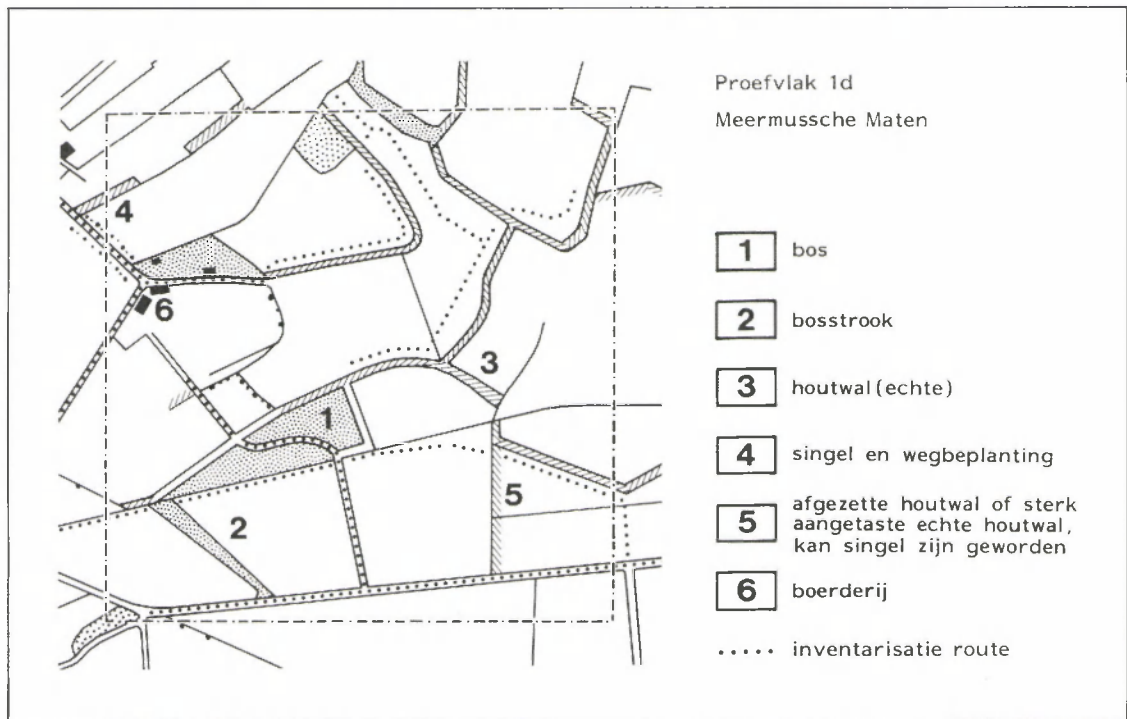 Proefvlak 1d
Meermussche Maten
1 bos
2 bosstrook
3 houtwal (echte)
4 singel en wegbeplanting
5 afgezette houtwal of sterk
aangetaste echte houtwal,
kan singel zijn geworden
6 boerderij
..... inventarisatie route
4
6
3
1
5
2